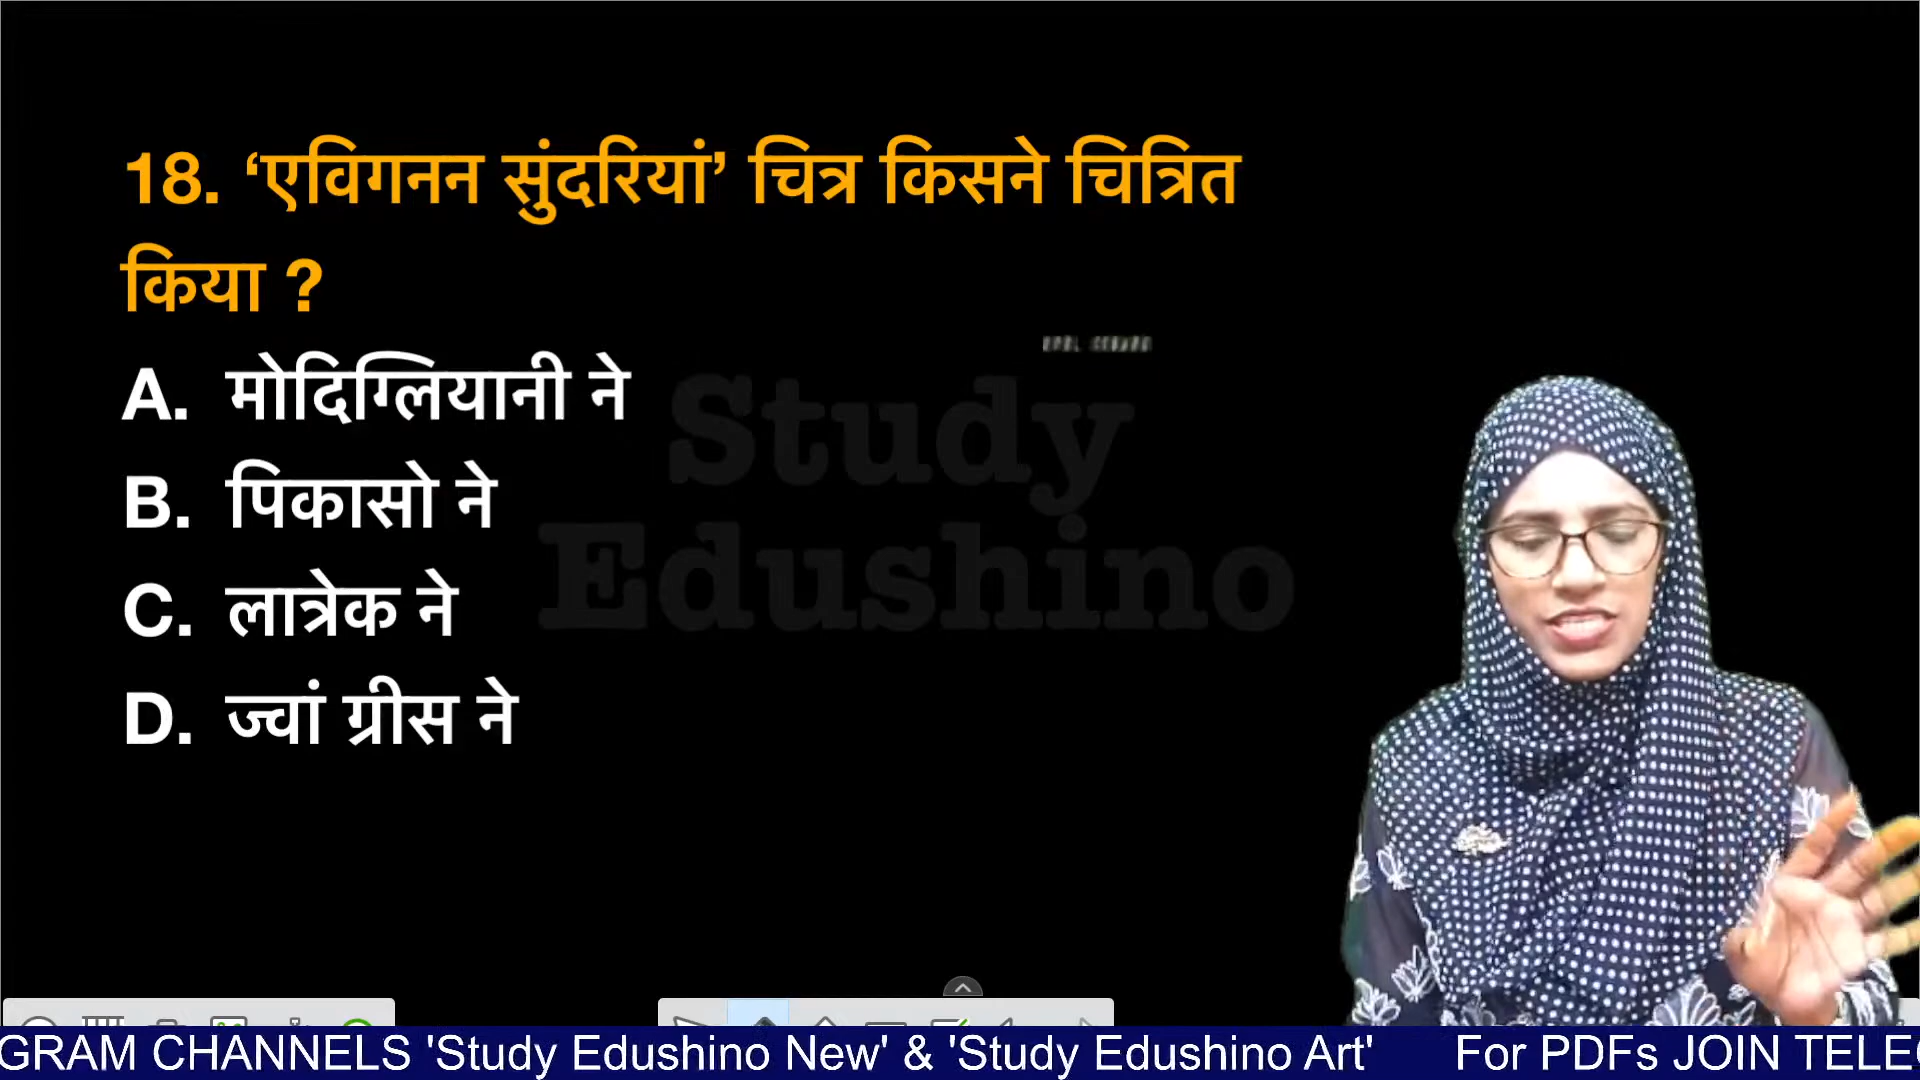 18. ‘एविगनन सुंदरियां’ चित्र किसने चित्रित
किया ?
A. मोदिग्लियानी ने
B. पिकासो ने
C. लात्रेक ने
D. ज्वां ग्रीस ने
Study
Edushino
GRAM CHANNELS 'Study Edushino New' & 'Study Edushino Art' For PDFs JOIN TELE